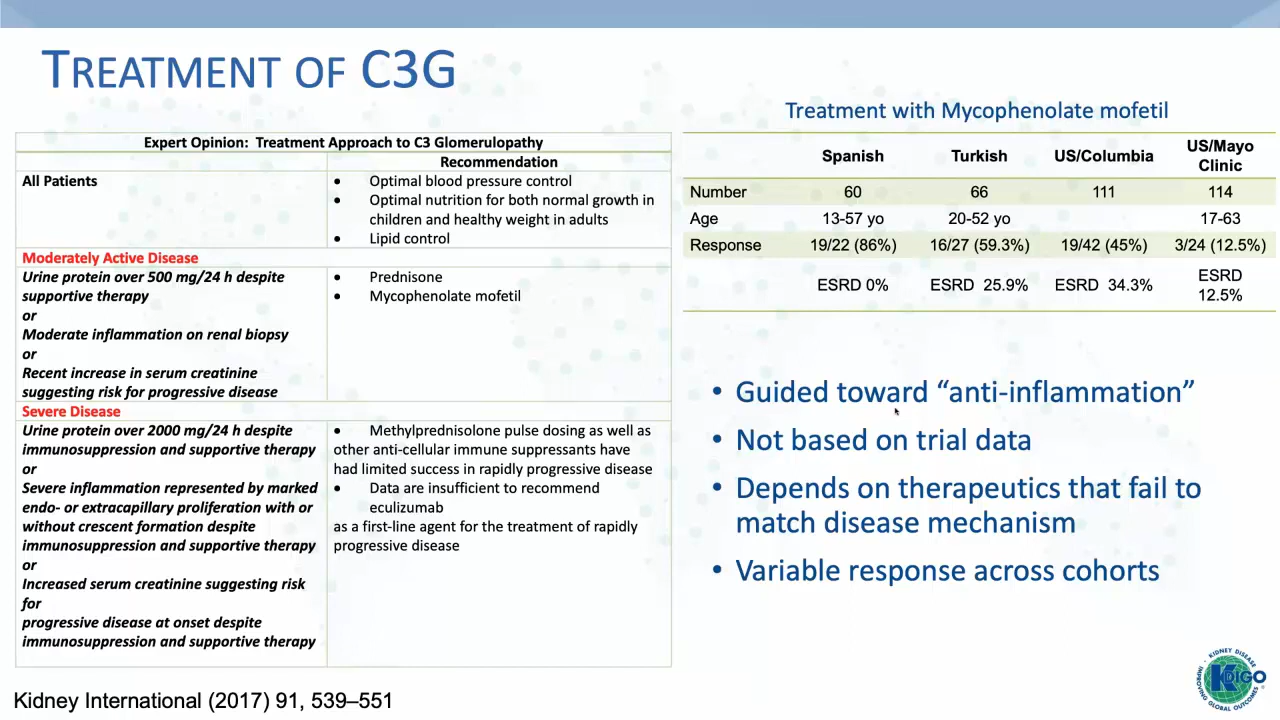 TREATMENT OF C3G
Expert Opinion: Treatment Approach to C3 Glomerulopathy
Recommendation
All Patients
• Optimal blood pressure control
• Optimal nutrition for both normal growth in
children and healthy weight in adults
• Lipid control
Moderately Active Disease
Urine protein over 500 mg/24 h despite
supportive therapy
or
Moderate inflammation on renal biopsy
or
Recent increase in serum creatinine
suggesting risk for progressive disease
• Prednisone
• Mycophenolate mofetil
Severe Disease
Urine protein over 2000 mg/24 h despite
immunosuppression and supportive therapy
or
Severe inflammation represented by marked
endo- or extracapillary proliferation with or
without crescent formation despite
immunosuppression and supportive therapy
or
Increased serum creatinine suggesting risk
for
progressive disease at onset despite
immunosuppression and supportive therapy
• Methylprednisolone pulse dosing as well as
other anti-cellular immune suppressants have
had limited success in rapidly progressive disease
• Data are insufficient to recommend
eculizumab
as a first-line agent for the treatment of rapidly
progressive disease
Treatment with Mycophenolate mofetil
Spanish Turkish US/Columbia US/Mayo
Clinic
Number 60 66 111 114
Age 13-57 yo 20-52 yo 17-63
Response 19/22 (86%) 16/27 (59.3%) 19/42 (45%) 3/24 (12.5%)
ESRD 0% ESRD 25.9% ESRD 34.3% ESRD
12.5%
• Guided toward “anti-inflammation”
• Not based on trial data
• Depends on therapeutics that fail to
match disease mechanism
• Variable response across cohorts
Kidney International (2017) 91, 539–551
KIDNEY DISEASE
KDIGO
IMPROVING GLOBAL OUTCOMES